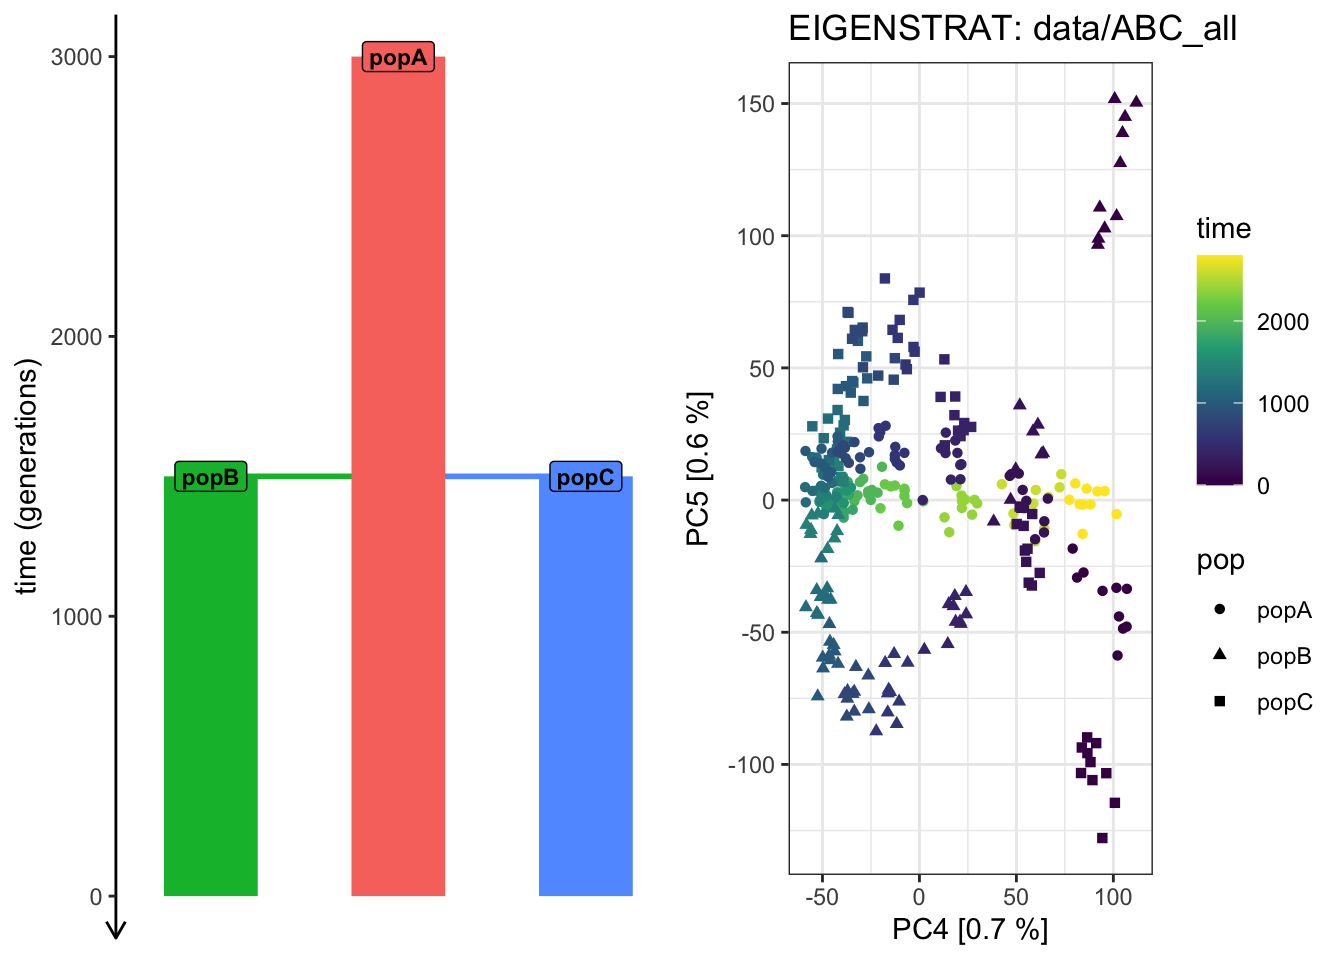 time (generations)
3000
2000
1000
0
popA
popB
popC
EIGENSTRAT: data/ABC_all
PC5 [0.6 %]
150
100
50
0
-50
-100
-50
0
50
100
PC4 [0.7 %]
time
2000
1000
0
pop
popA
popB
popC